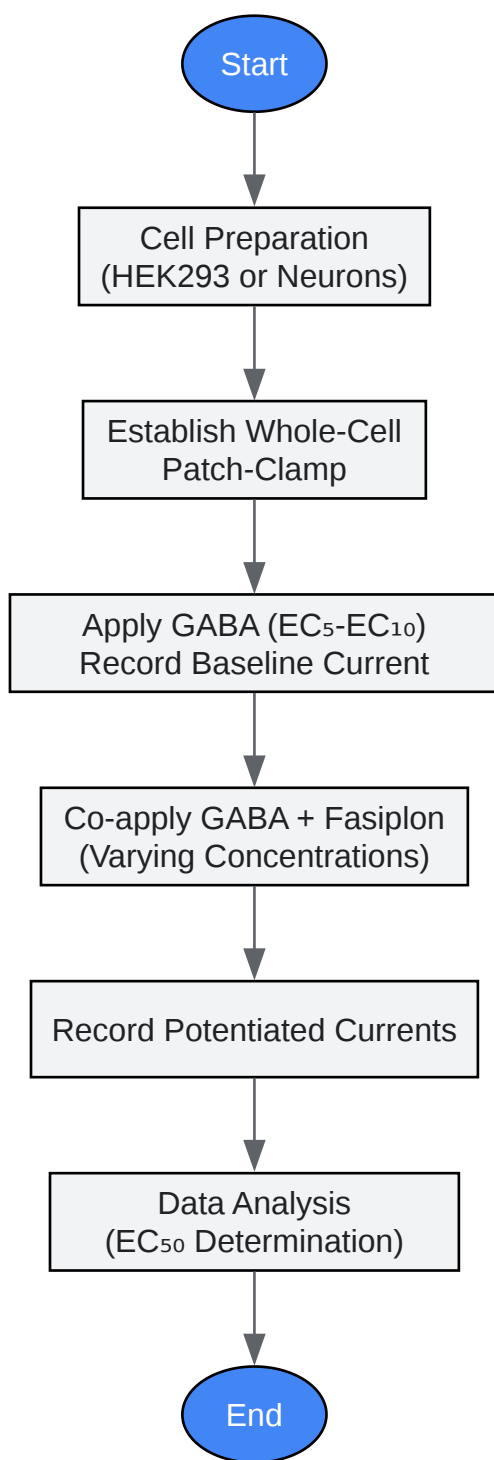 Start
Cell Preparation
(HEK293 or Neurons)
Establish Whole-Cell
Patch-Clamp
Apply GABA (EC₅-EC₁₀)
Record Baseline Current
Co-apply GABA + Fasiplon
(Varying Concentrations)
Record Potentiated Currents
Data Analysis
(EC₅₀ Determination)
End